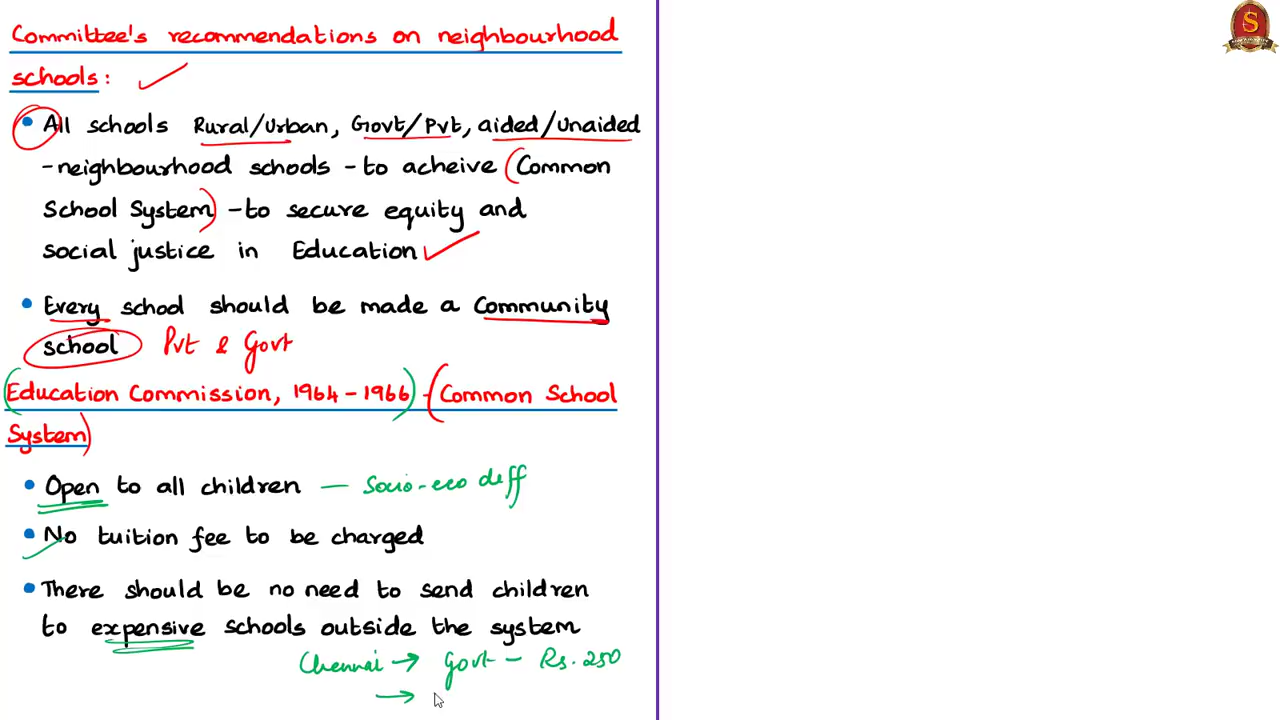 Committee's recommendations on neighbourhood
schools:
• All schools Rural/Urban, Govt/Pvt, aided/unaided
-neighbourhood schools - to acheive (Common
School System) - to secure equity and
social justice in Education
• Every school should be made a Community
school Pvt & Govt
(Education Commission, 1964-1966) - (Common School
System)
• Open to all children — Socio-eco diff
• No tuition fee to be charged
• There should be no need to send children
to expensive schools outside the system
Chennai → Govt - Rs. 250
→
S